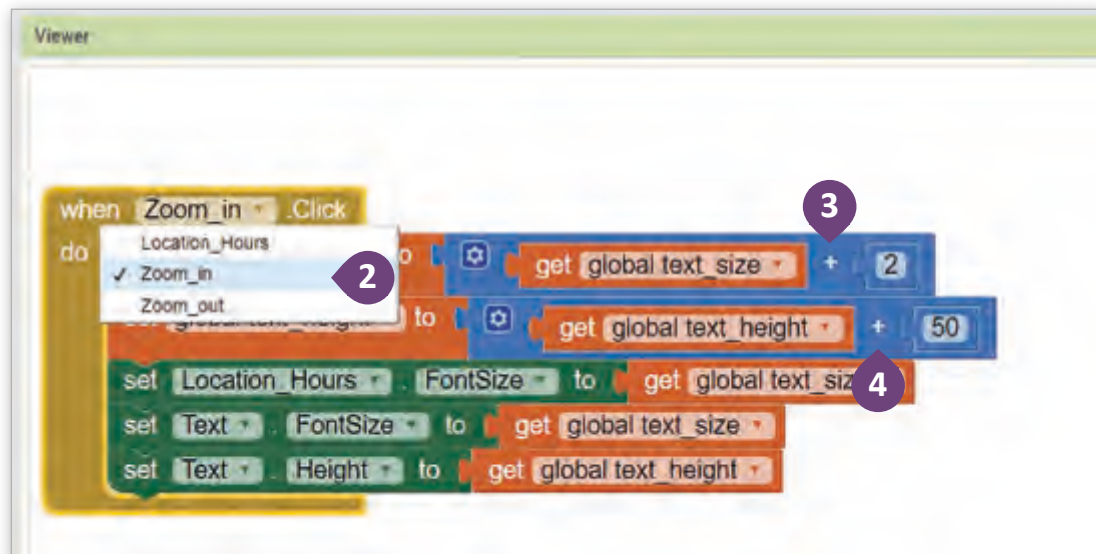 Viewer
when Zoom_in .Click
Location_Hours
✓ Zoom_in 2
Zoom_out
do get global text_size + 3 2
to get global text_height + 4 50
set Location_Hours . FontSize to get global
set Text . FontSize to get global text_size
set Text . Height to get global text_height